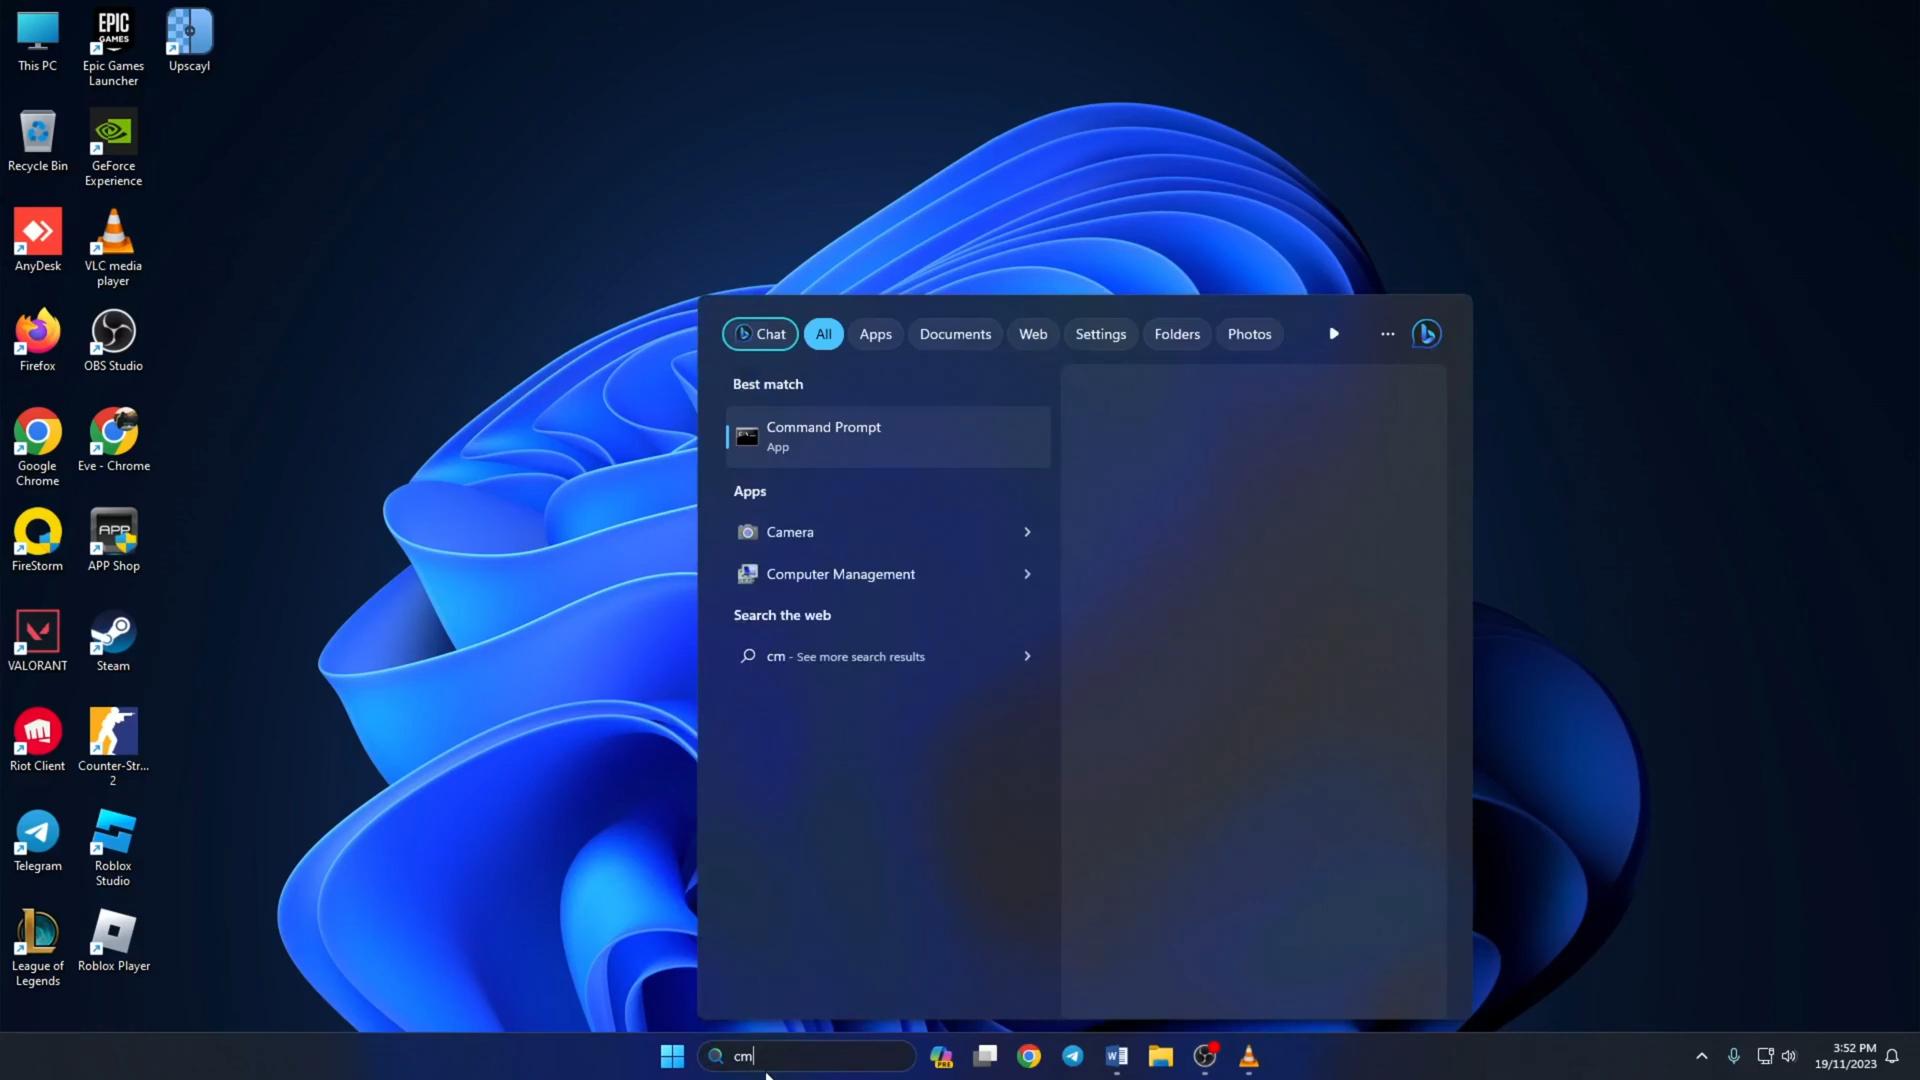 This PC
EPIC
GAMES
Epic Games
Launcher
Upscayl
Recycle Bin
GeForce
Experience
AnyDesk
VLC media
player
Firefox
OBS Studio
Google
Chrome
Eve - Chrome
FireStorm
APP
APP Shop
VALORANT
Steam
Riot Client
Counter-Str...
2
Telegram
Roblox
Studio
League of
Legends
Roblox Player
Chat
All
Apps
Documents
Web
Settings
Folders
Photos
Best match
Command Prompt
App
Apps
Camera
Computer Management
Search the web
cm - See more search results
cm
PRE
3:52 PM
19/11/2023